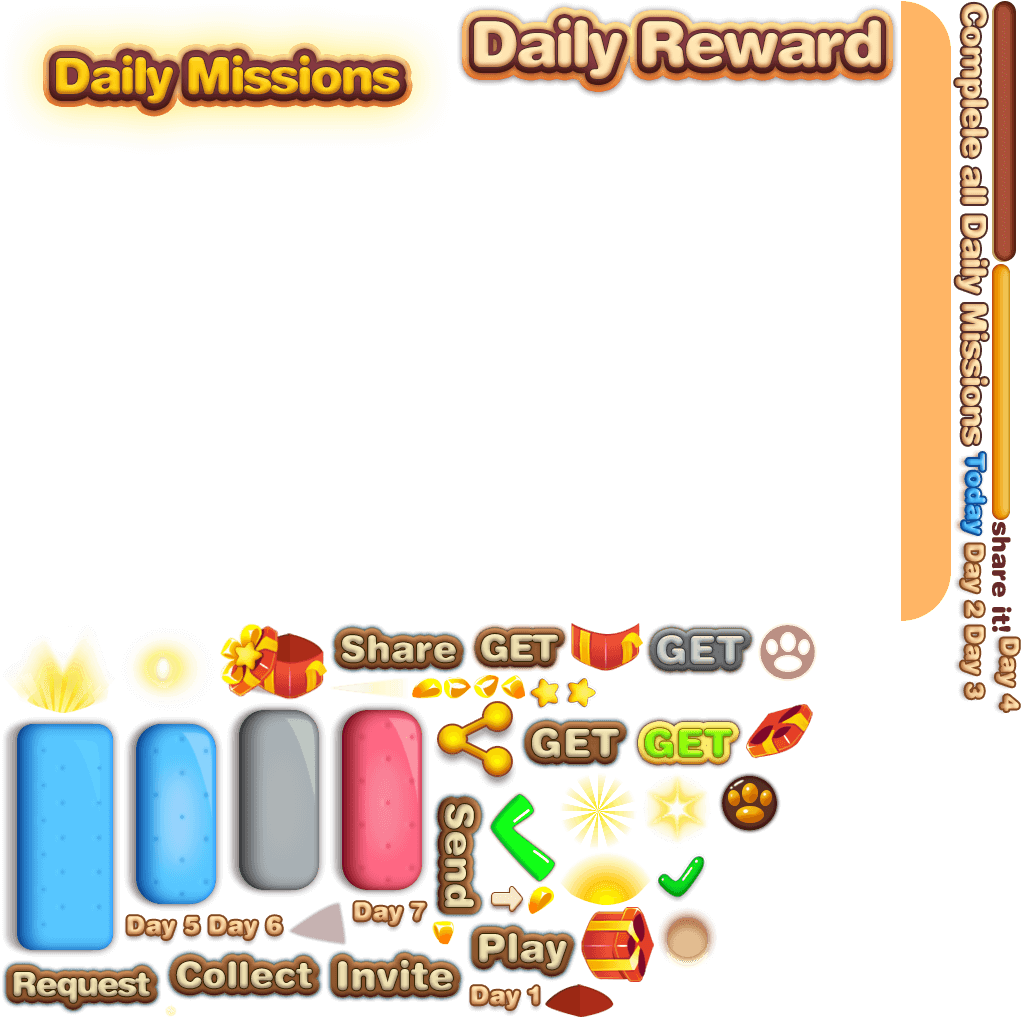 Daily Missions
Daily Reward
Complele all Daily Missions
Today
Day 2
Day 3
share it!
Day 4
Share
GET
GET
GET
GET
Send
Day 5
Day 6
Day 7
Play
Request
Collect
Invite
Day 1